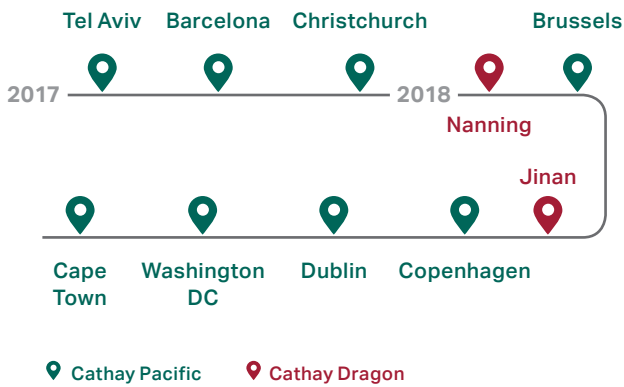 Tel Aviv Barcelona Christchurch Brussels
2017 2018
Nanning
Jinan
Cape Washington Dublin Copenhagen
Town DC
Cathay Pacific Cathay Dragon